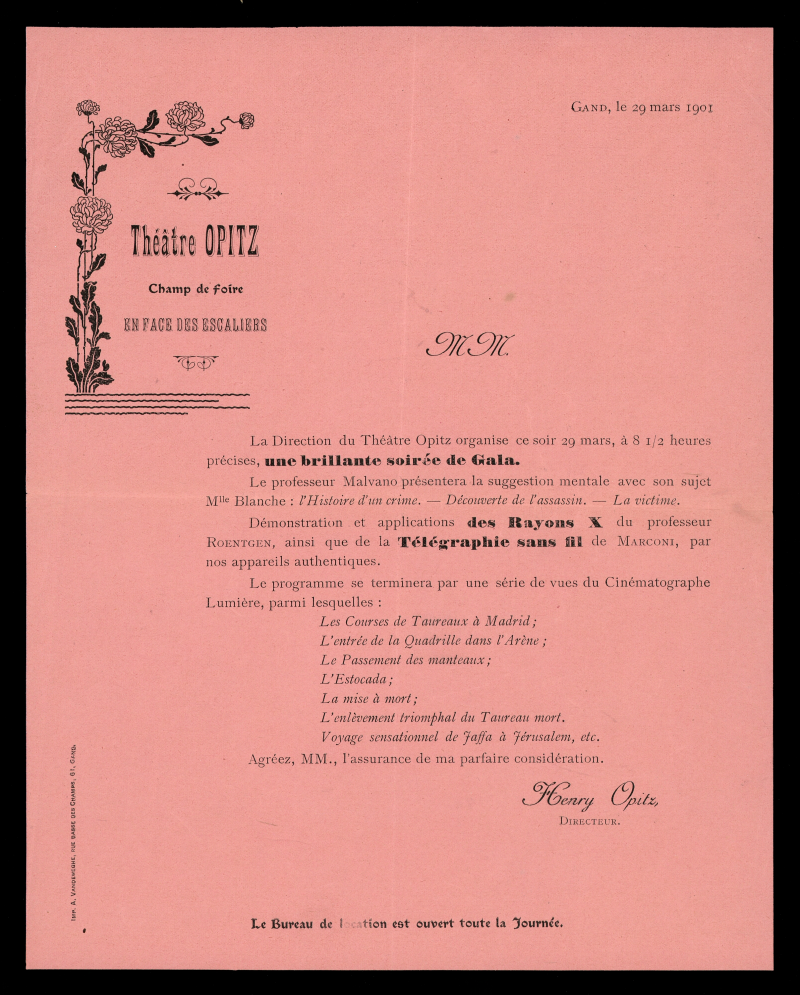 GAND, le 29 mars 1901
Théâtre OPITZ
Champ de foire
EN FACE DES ESCALIERS
MM.
La Direction du Théâtre Opitz organise ce soir 29 mars, à 8 1/2 heures
précises, une brillante soirée de Gala.
Le professeur Malvano présentera la suggestion mentale avec son sujet
Mlle Blanche : l'Histoire d'un crime. — Découverte de l'assassin. — La victime.
Démonstration et applications des Rayons X du professeur
ROENTGEN, ainsi que de la Télégraphie sans fil de MARCONI, par
nos appareils authentiques.
Le programme se terminera par une série de vues du Cinématographe
Lumière, parmi lesquelles :
Les Courses de Taureaux à Madrid ;
L'entrée de la Quadrille dans l'Arène ;
Le Passement des manteaux ;
L'Estocada ;
La mise à mort ;
L'enlèvement triomphal du Taureau mort.
Voyage sensationnel de Jaffa à Jérusalem, etc.
Agréez, MM., l'assurance de ma parfaire considération.
Henry Opitz,
DIRECTEUR.
IMP. A. VANDEWEGHE, RUE BASSE DES CHAMPS, 61, GAND.
Le Bureau de location est ouvert toute la Journée.